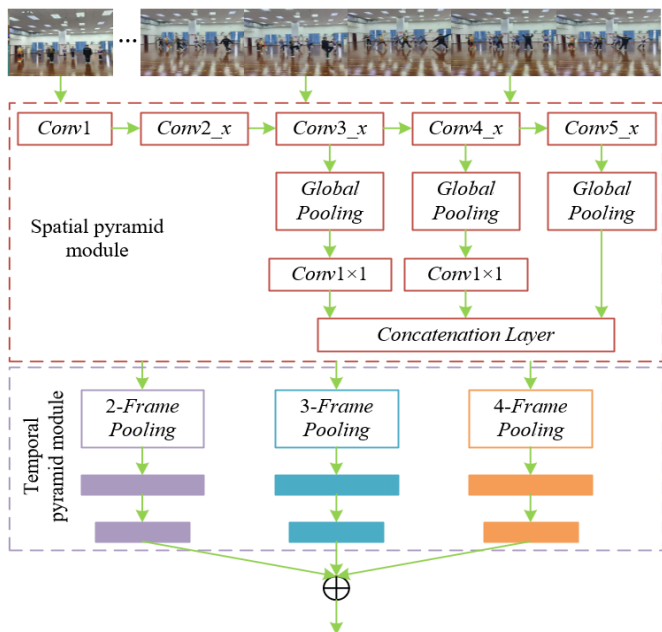 ...
Conv1
Conv2_x
Conv3_x
Conv4_x
Conv5_x
Global
Pooling
Global
Pooling
Global
Pooling
Spatial pyramid
module
Conv1×1
Conv1×1
Concatenation Layer
Temporal
pyramid module
2-Frame
Pooling
3-Frame
Pooling
4-Frame
Pooling